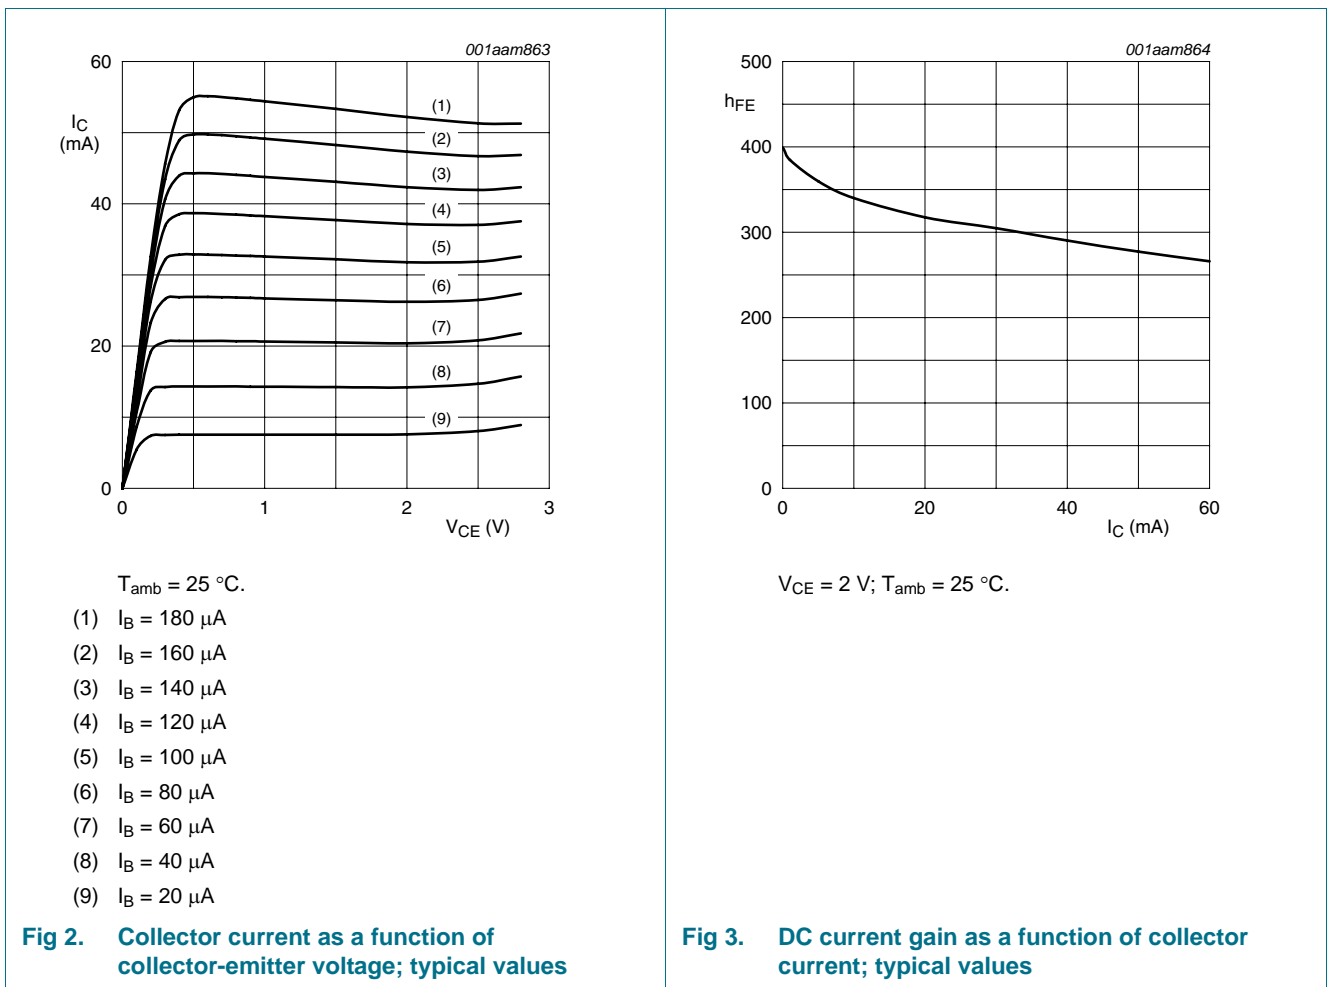 001aam863
60
I_C
(mA)
40
20
0
(1)
(2)
(3)
(4)
(5)
(6)
(7)
(8)
(9)
0 1 2 3
V_CE (V)
T_amb = 25 °C.
(1) I_B = 180 μA
(2) I_B = 160 μA
(3) I_B = 140 μA
(4) I_B = 120 μA
(5) I_B = 100 μA
(6) I_B = 80 μA
(7) I_B = 60 μA
(8) I_B = 40 μA
(9) I_B = 20 μA
Fig 2. Collector current as a function of
collector-emitter voltage; typical values
001aam864
500
h_FE
400
300
200
100
0
0 20 40 60
I_C (mA)
V_CE = 2 V; T_amb = 25 °C.
Fig 3. DC current gain as a function of collector
current; typical values